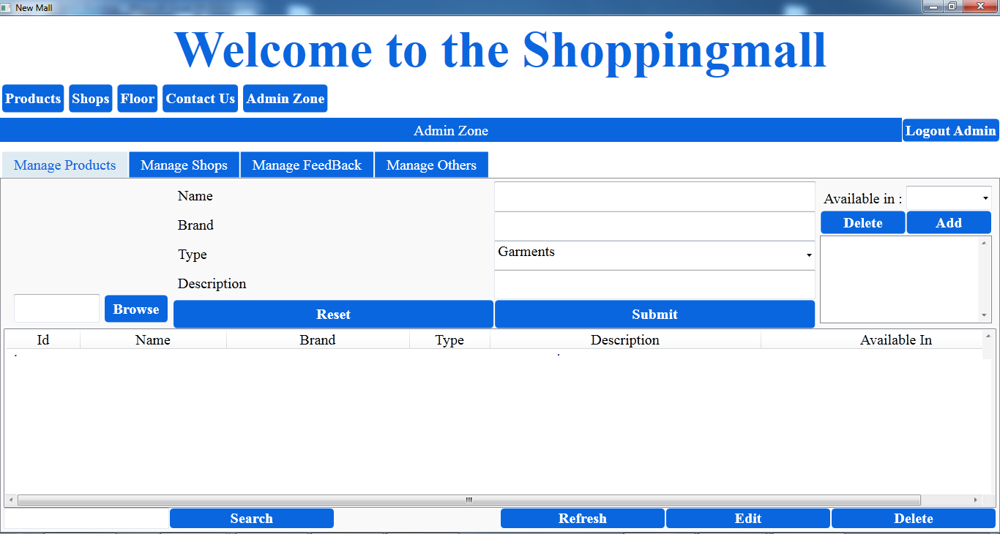 New Mall
Welcome to the Shoppingmall
Products Shops Floor Contact Us Admin Zone
Admin Zone Logout Admin
Manage Products Manage Shops Manage FeedBack Manage Others
Name
Available in :
Brand
Delete Add
Type Garments
Description
Browse Reset Submit
Id Name Brand Type Description Available In
Search Refresh Edit Delete